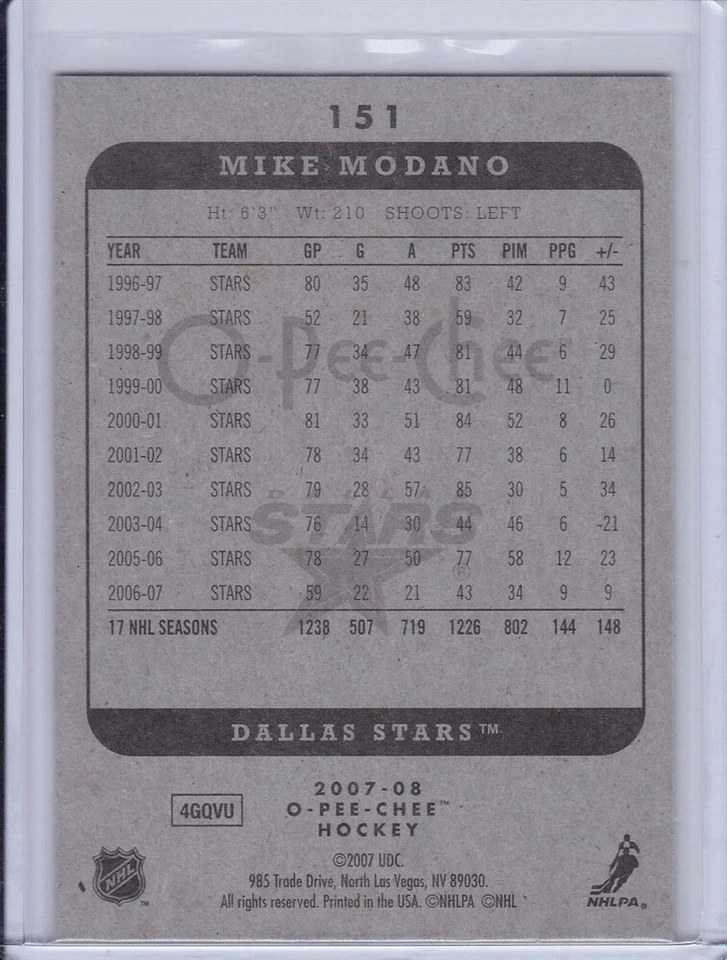 151
MIKE MODANO
Ht: 6'3" Wt: 210 SHOOTS: LEFT
YEAR TEAM GP G A PTS PIM PPG +/-
1996-97 STARS 80 35 48 83 42 9 43
1997-98 STARS 52 21 38 59 32 7 25
1998-99 STARS 77 34 47 81 44 6 29
1999-00 STARS 77 38 43 81 48 11 0
2000-01 STARS 81 33 51 84 52 8 26
2001-02 STARS 78 34 43 77 38 6 14
2002-03 STARS 79 28 57 85 30 5 34
2003-04 STARS 76 14 30 44 46 6 -21
2005-06 STARS 78 27 50 77 58 12 23
2006-07 STARS 59 22 21 43 34 9 9
17 NHL SEASONS 1238 507 719 1226 802 144 148
O-Pee-Chee
DALLAS
STARS
®
DALLAS STARS™
4GQVU
2007-08
O-PEE-CHEE™
HOCKEY
©2007 UDC.
985 Trade Drive, North Las Vegas, NV 89030.
All rights reserved. Printed in the USA. ©NHLPA ©NHL
NHL
™
NHLPA®